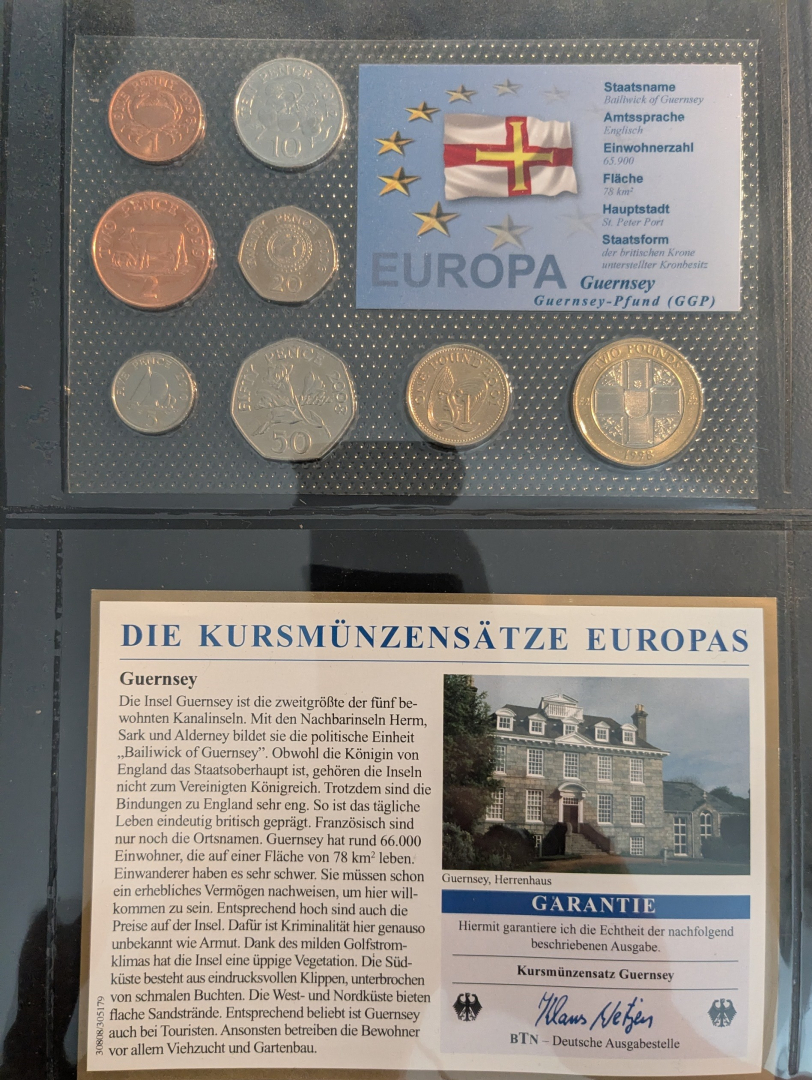 TEN PENCE
10
TWO PENCE
2
PENCE
20
PENCE
5
FIFTY PENCE 2003
50
ONE POUND
TWO POUNDS
1998
Staatsname
Bailiwick of Guernsey
Amtssprache
Englisch
Einwohnerzahl
65.900
Fläche
78 km²
Hauptstadt
St. Peter Port
Staatsform
der britischen Krone
unterstellter Kronbesitz
EUROPA Guernsey
Guernsey-Pfund (GGP)
DIE KURSMÜNZENSÄTZE EUROPAS
Guernsey
Die Insel Guernsey ist die zweitgrößte der fünf be-
wohnten Kanalinseln. Mit den Nachbarinseln Herm,
Sark und Alderney bildet sie die politische Einheit
„Bailiwick of Guernsey”. Obwohl die Königin von
England das Staatsoberhaupt ist, gehören die Inseln
nicht zum Vereinigten Königreich. Trotzdem sind die
Bindungen zu England sehr eng. So ist das tägliche
Leben eindeutig britisch geprägt. Französisch sind
nur noch die Ortsnamen. Guernsey hat rund 66.000
Einwohner, die auf einer Fläche von 78 km² leben.
Einwanderer haben es sehr schwer. Sie müssen schon
ein erhebliches Vermögen nachweisen, um hier will-
kommen zu sein. Entsprechend hoch sind auch die
Preise auf der Insel. Dafür ist Kriminalität hier genauso
unbekannt wie Armut. Dank des milden Golfstrom-
klimas hat die Insel eine üppige Vegetation. Die Süd-
küste besteht aus eindrucksvollen Klippen, unterbrochen
von schmalen Buchten. Die West- und Nordküste bieten
flache Sandstrände. Entsprechend beliebt ist Guernsey
auch bei Touristen. Ansonsten betreiben die Bewohner
vor allem Viehzucht und Gartenbau.
30808/305179
Guernsey, Herrenhaus
GARANTIE
Hiermit garantiere ich die Echtheit der nachfolgend
beschriebenen Ausgabe.
Kursmünzensatz Guernsey
BTN – Deutsche Ausgabestelle